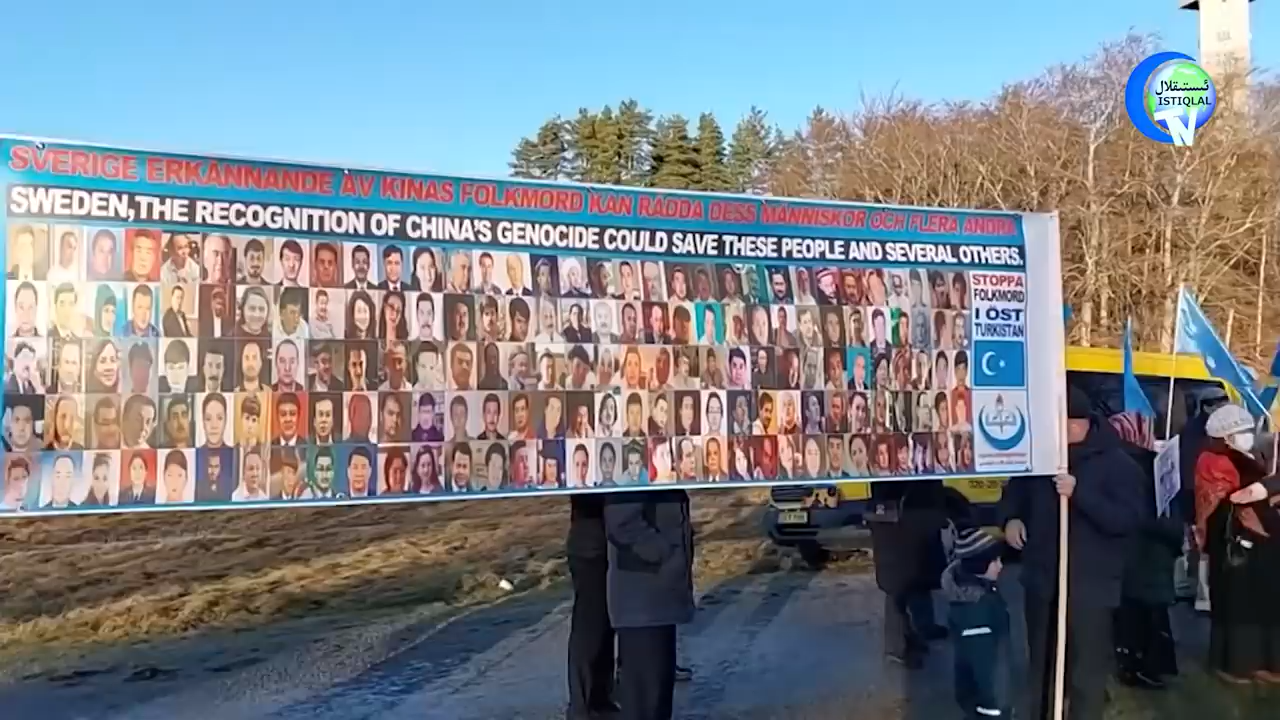 ئىستىقلال
ISTIQLAL
TV
SVERIGE ERKÄNNANDE AV KINAS FOLKMORD KAN RÄDDA DESS MÄNNISKOR OCH FLERA ANDRA
SWEDEN,THE RECOGNITION OF CHINA'S GENOCIDE COULD SAVE THESE PEOPLE AND SEVERAL OTHERS.
STOPPA
FOLKMORD
I ÖST
TURKISTAN